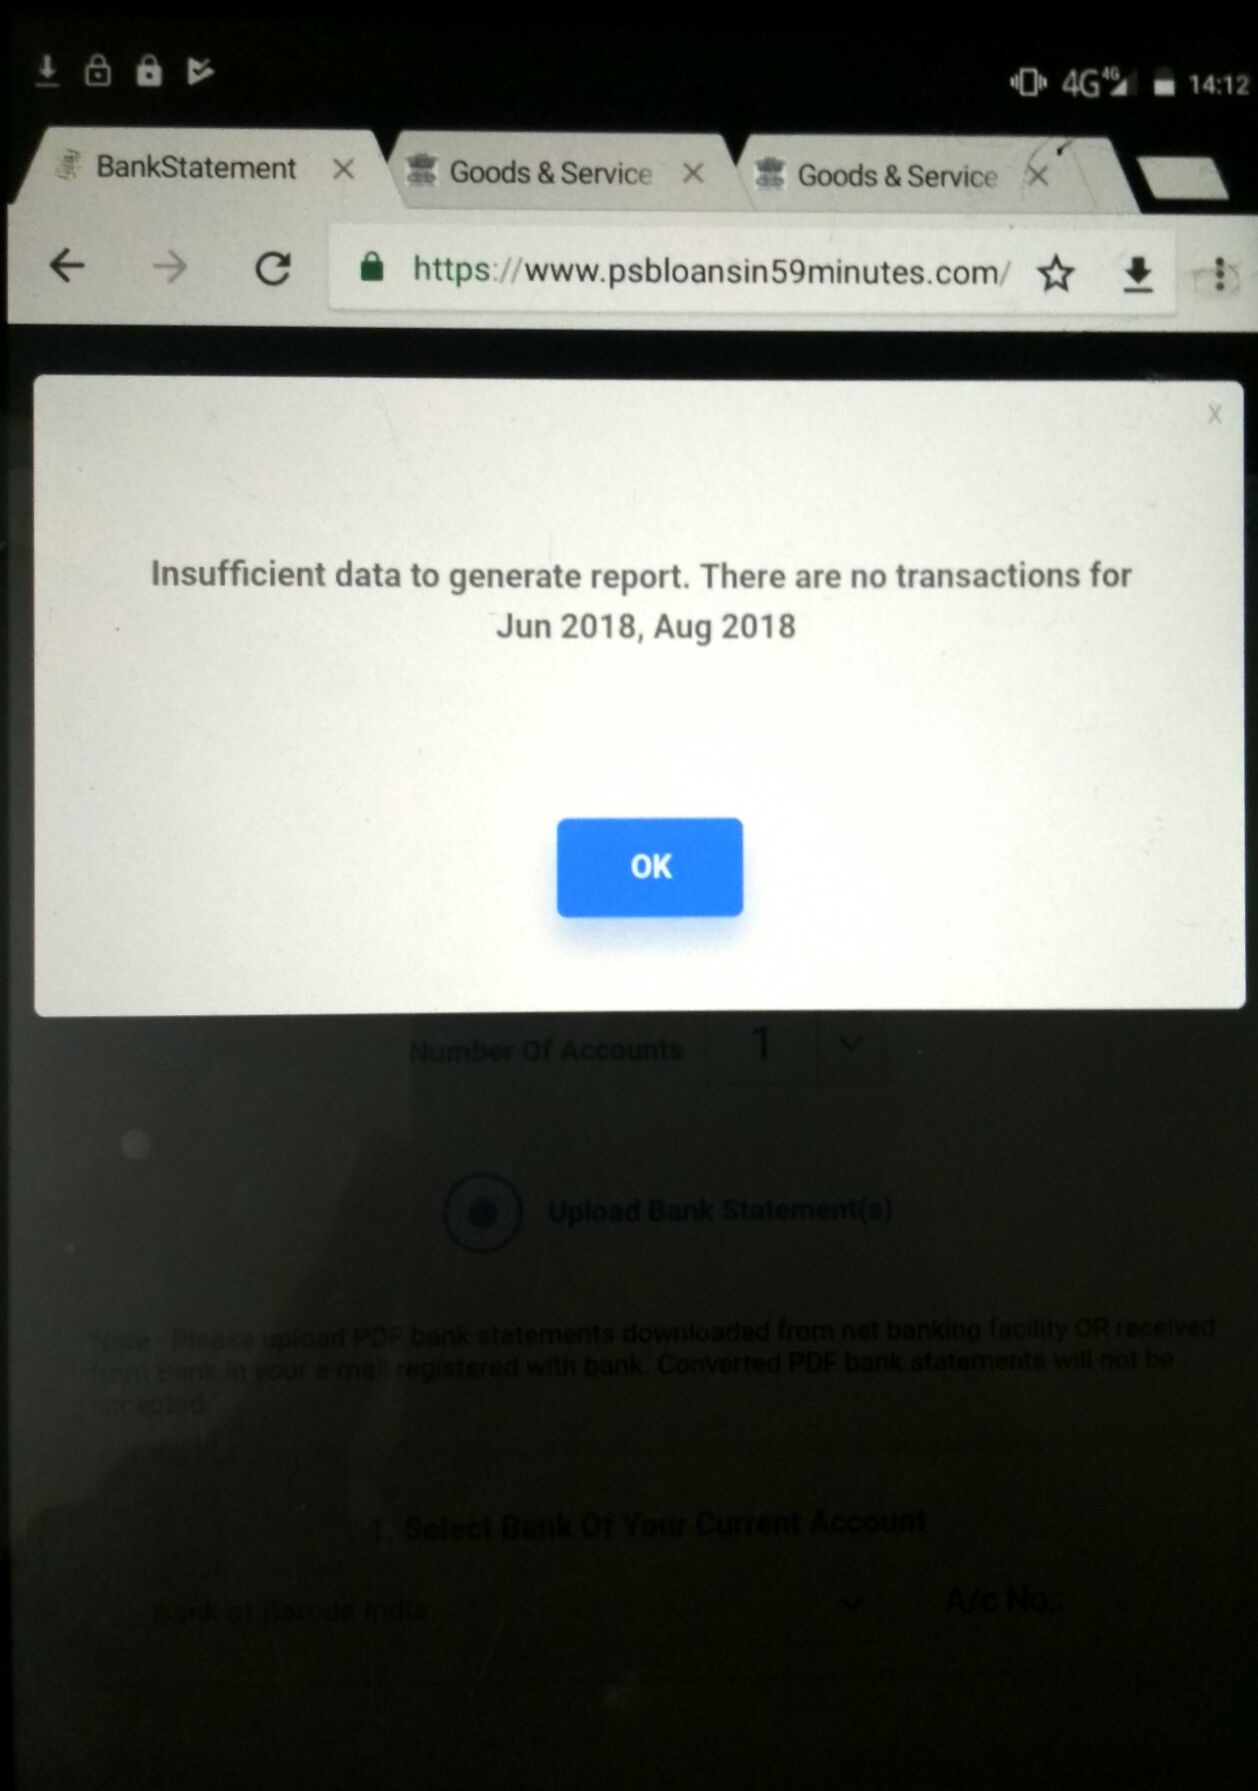 14:12
4G 4G
BankStatement
Goods & Service
Goods & Service
https://www.psbloansin59minutes.com/
x
Insufficient data to generate report. There are no transactions for
Jun 2018, Aug 2018
OK
Number Of Accounts 1
Upload Bank Statement(s)
Note - Please upload PDF bank statements downloaded from net banking facility OR received
from Bank in your e-mail registered with bank. Converted PDF bank statements will not be
accepted.
1. Select Bank Of Your Current Account
Bank of Baroda India A/c No.: